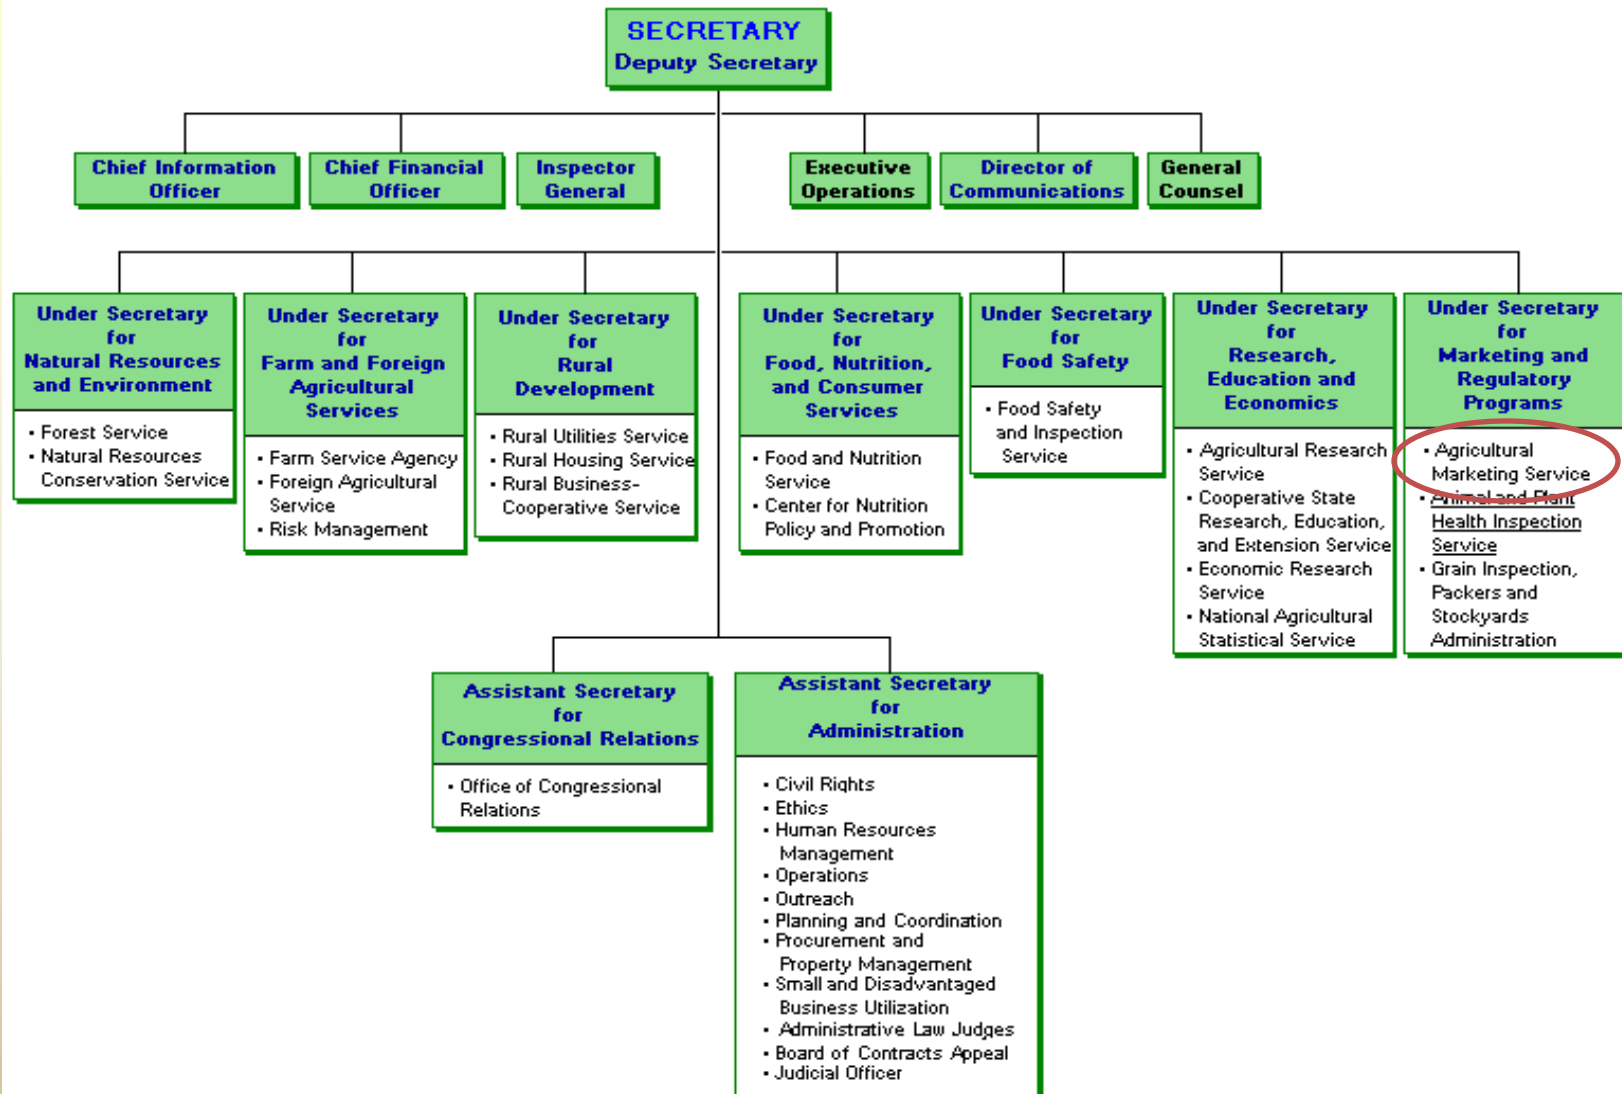 SECRETARY
Deputy Secretary
Chief Information
Officer
Chief Financial
Officer
Inspector
General
Executive
Operations
Director of
Communications
General
Counsel
Under Secretary
for
Natural Resources
and Environment
• Forest Service
• Natural Resources
Conservation Service
Under Secretary
for
Farm and Foreign
Agricultural
Services
• Farm Service Agency
• Foreign Agricultural
Service
• Risk Management
Under Secretary
for
Rural
Development
• Rural Utilities Service
• Rural Housing Service
• Rural Business-
Cooperative Service
Under Secretary
for
Food, Nutrition,
and Consumer
Services
• Food and Nutrition
Service
• Center for Nutrition
Policy and Promotion
Under Secretary
for
Food Safety
• Food Safety
and Inspection
Service
Under Secretary
for
Research,
Education and
Economics
• Agricultural Research
Service
• Cooperative State
Research, Education,
and Extension Service
• Economic Research
Service
• National Agricultural
Statistical Service
Under Secretary
for
Marketing and
Regulatory
Programs
• Agricultural
Marketing Service
• Animal and Plant
Health Inspection
Service
• Grain Inspection,
Packers and
Stockyards
Administration
Assistant Secretary
for
Congressional Relations
• Office of Congressional
Relations
Assistant Secretary
for
Administration
• Civil Rights
• Ethics
• Human Resources
Management
• Operations
• Outreach
• Planning and Coordination
• Procurement and
Property Management
• Small and Disadvantaged
Business Utilization
• Administrative Law Judges
• Board of Contracts Appeal
• Judicial Officer